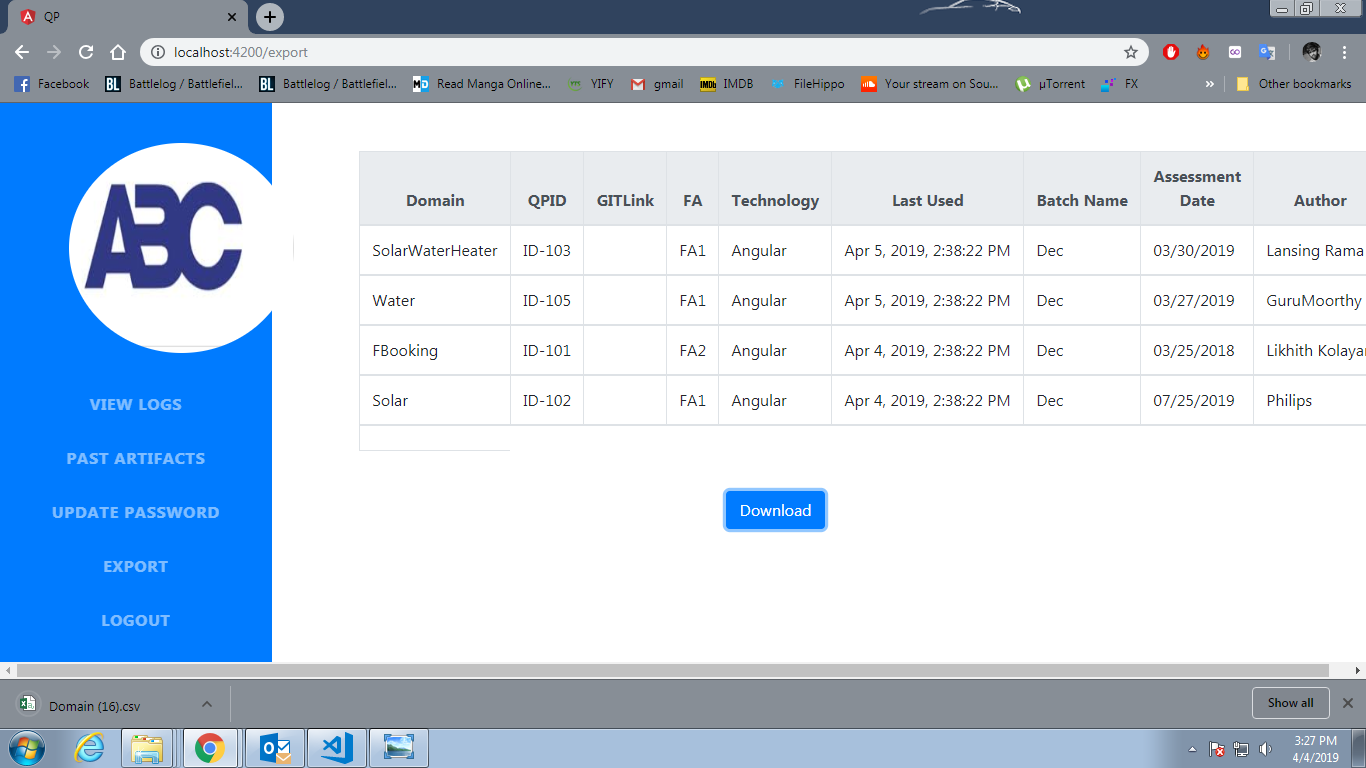 QP
localhost:4200/export
Facebook BL Battlelog / Battlefiel... BL Battlelog / Battlefiel... MD Read Manga Online... YIFY gmail IMDb IMDB FileHippo Your stream on Sou... µTorrent FX » Other bookmarks
ABC
VIEW LOGS
PAST ARTIFACTS
UPDATE PASSWORD
EXPORT
LOGOUT
Domain QPID GITLink FA Technology Last Used Batch Name Assessment Date Author
SolarWaterHeater ID-103 FA1 Angular Apr 5, 2019, 2:38:22 PM Dec 03/30/2019 Lansing Rama
Water ID-105 FA1 Angular Apr 5, 2019, 2:38:22 PM Dec 03/27/2019 GuruMoorthy
FBooking ID-101 FA2 Angular Apr 4, 2019, 2:38:22 PM Dec 03/25/2018 Likhith Kolayar
Solar ID-102 FA1 Angular Apr 4, 2019, 2:38:22 PM Dec 07/25/2019 Philips
Download
Domain (16).csv
Show all
3:27 PM
4/4/2019